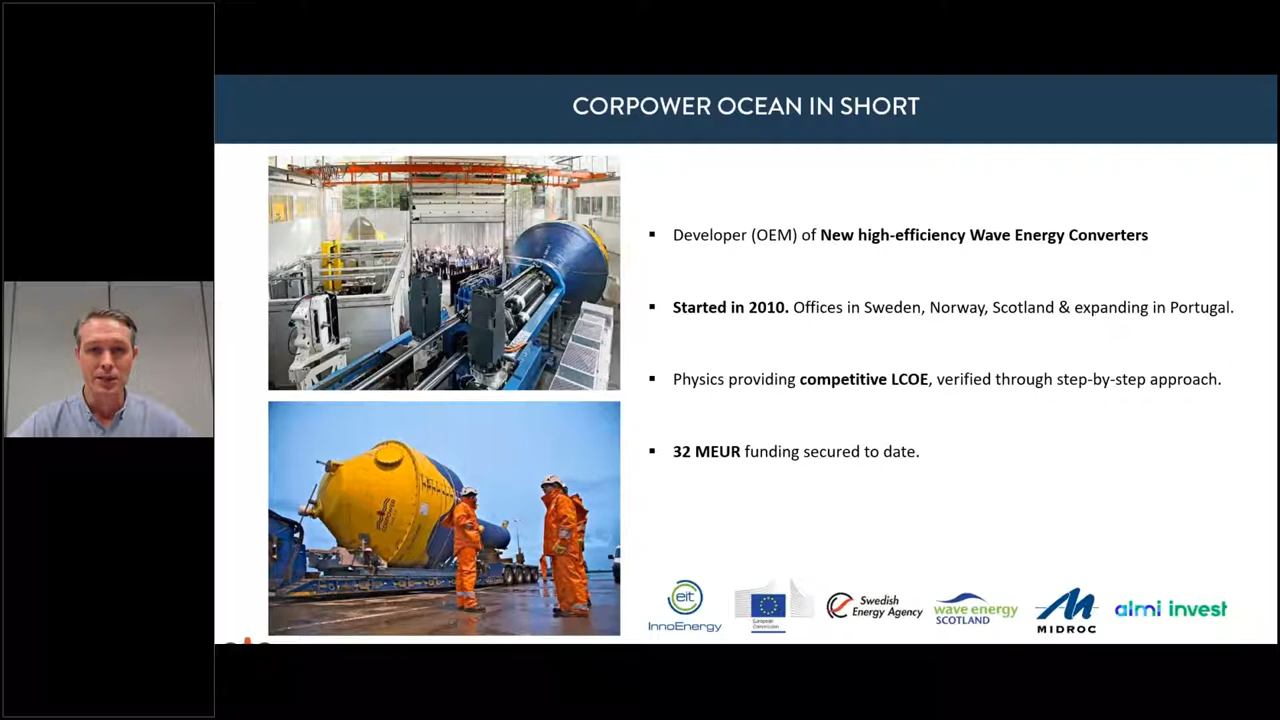 CORPOWER OCEAN IN SHORT
▪ Developer (OEM) of New high-efficiency Wave Energy Converters
▪ Started in 2010. Offices in Sweden, Norway, Scotland & expanding in Portugal.
▪ Physics providing competitive LCOE, verified through step-by-step approach.
▪ 32 MEUR funding secured to date.
CORPOWER
eit
InnoEnergy
European
Commission
Swedish
Energy Agency
wave energy
SCOTLAND
MIDROC
almi invest